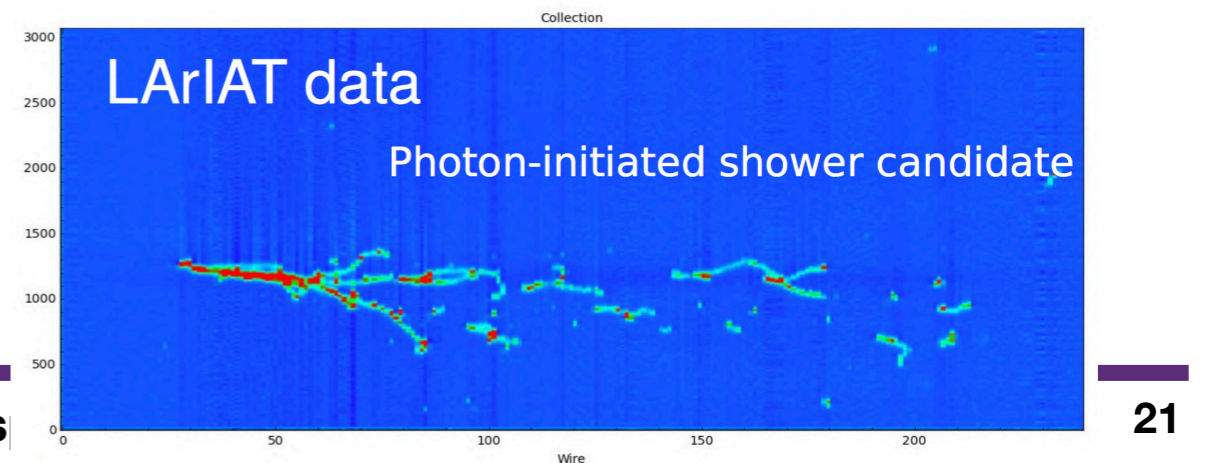 Collection
3000
LArIAT data
2500
Photon-initiated shower candidate
2000
1500
1000
500
0
0 50 100 150 200
Wire
s
21